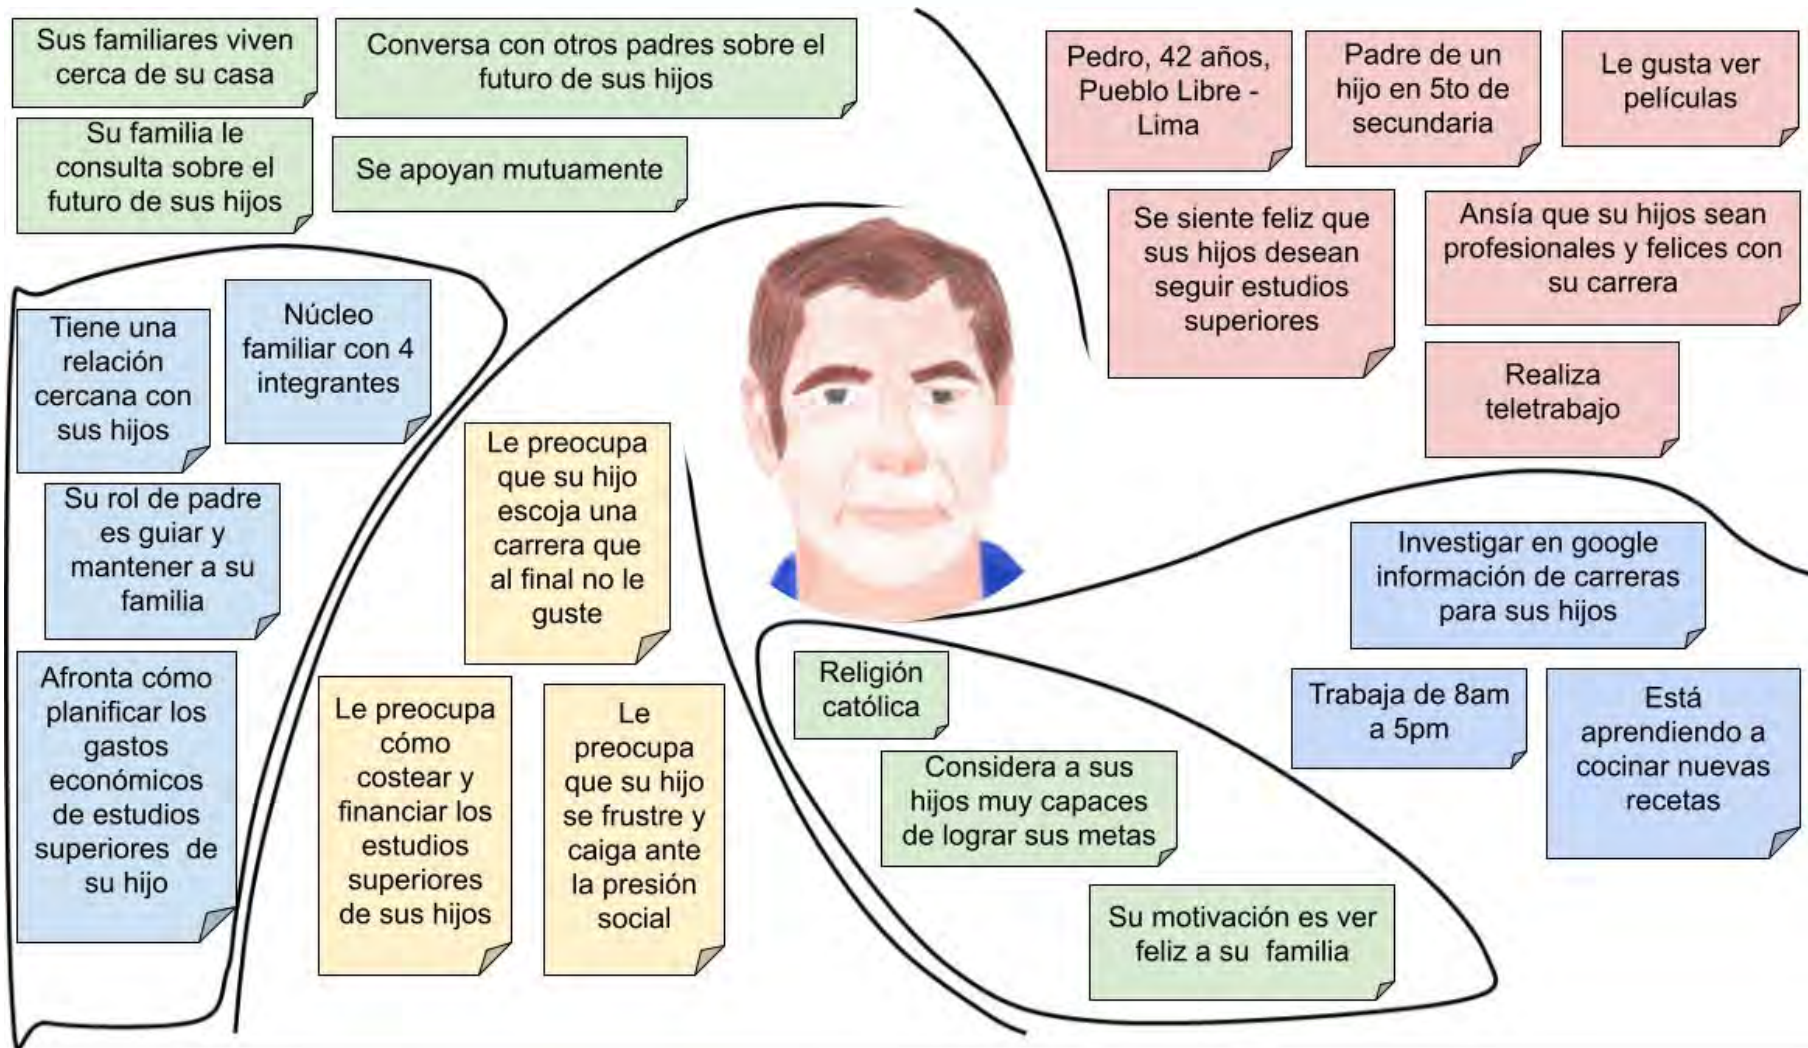 Sus familiares viven
cerca de su casa
Conversa con otros padres sobre el
futuro de sus hijos
Su familia le
consulta sobre el
futuro de sus hijos
Se apoyan mutuamente
Pedro, 42 años,
Pueblo Libre -
Lima
Padre de un
hijo en 5to de
secundaria
Le gusta ver
películas
Se siente feliz que
sus hijos desean
seguir estudios
superiores
Ansía que su hijos sean
profesionales y felices con
su carrera
Realiza
teletrabajo
Tiene una
relación
cercana con
sus hijos
Núcleo
familiar con 4
integrantes
Su rol de padre
es guiar y
mantener a su
familia
Afronta cómo
planificar los
gastos
económicos
de estudios
superiores de
su hijo
Le preocupa
que su hijo
escoja una
carrera que
al final no le
guste
Le preocupa
cómo
costear y
financiar los
estudios
superiores
de sus hijos
Le
preocupa
que su hijo
se frustre y
caiga ante
la presión
social
Religión
católica
Considera a sus
hijos muy capaces
de lograr sus metas
Su motivación es ver
feliz a su familia
Investigar en google
información de carreras
para sus hijos
Trabaja de 8am
a 5pm
Está
aprendiendo a
cocinar nuevas
recetas